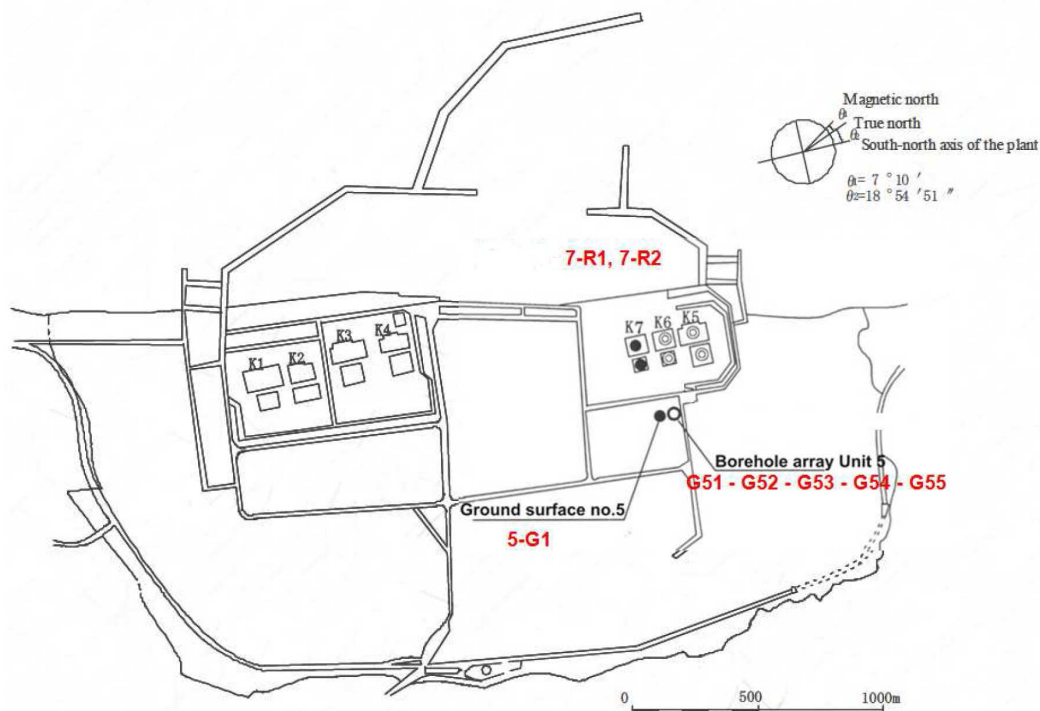 Magnetic north
θ1
True north
θ2
South-north axis of the plant
θ1= 7 ° 10 ′
θ2=18 ° 54 ′51 ″
7-R1, 7-R2
K7 K6 K5
K4
K3
K1 K2
Borehole array Unit 5
G51 - G52 - G53 - G54 - G55
Ground surface no.5
5-G1
0 500 1000m